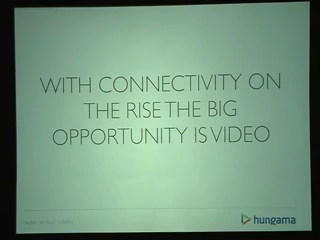 WITH CONNECTIVITY ON
THE RISE THE BIG
OPPORTUNITY IS VIDEO
hungama